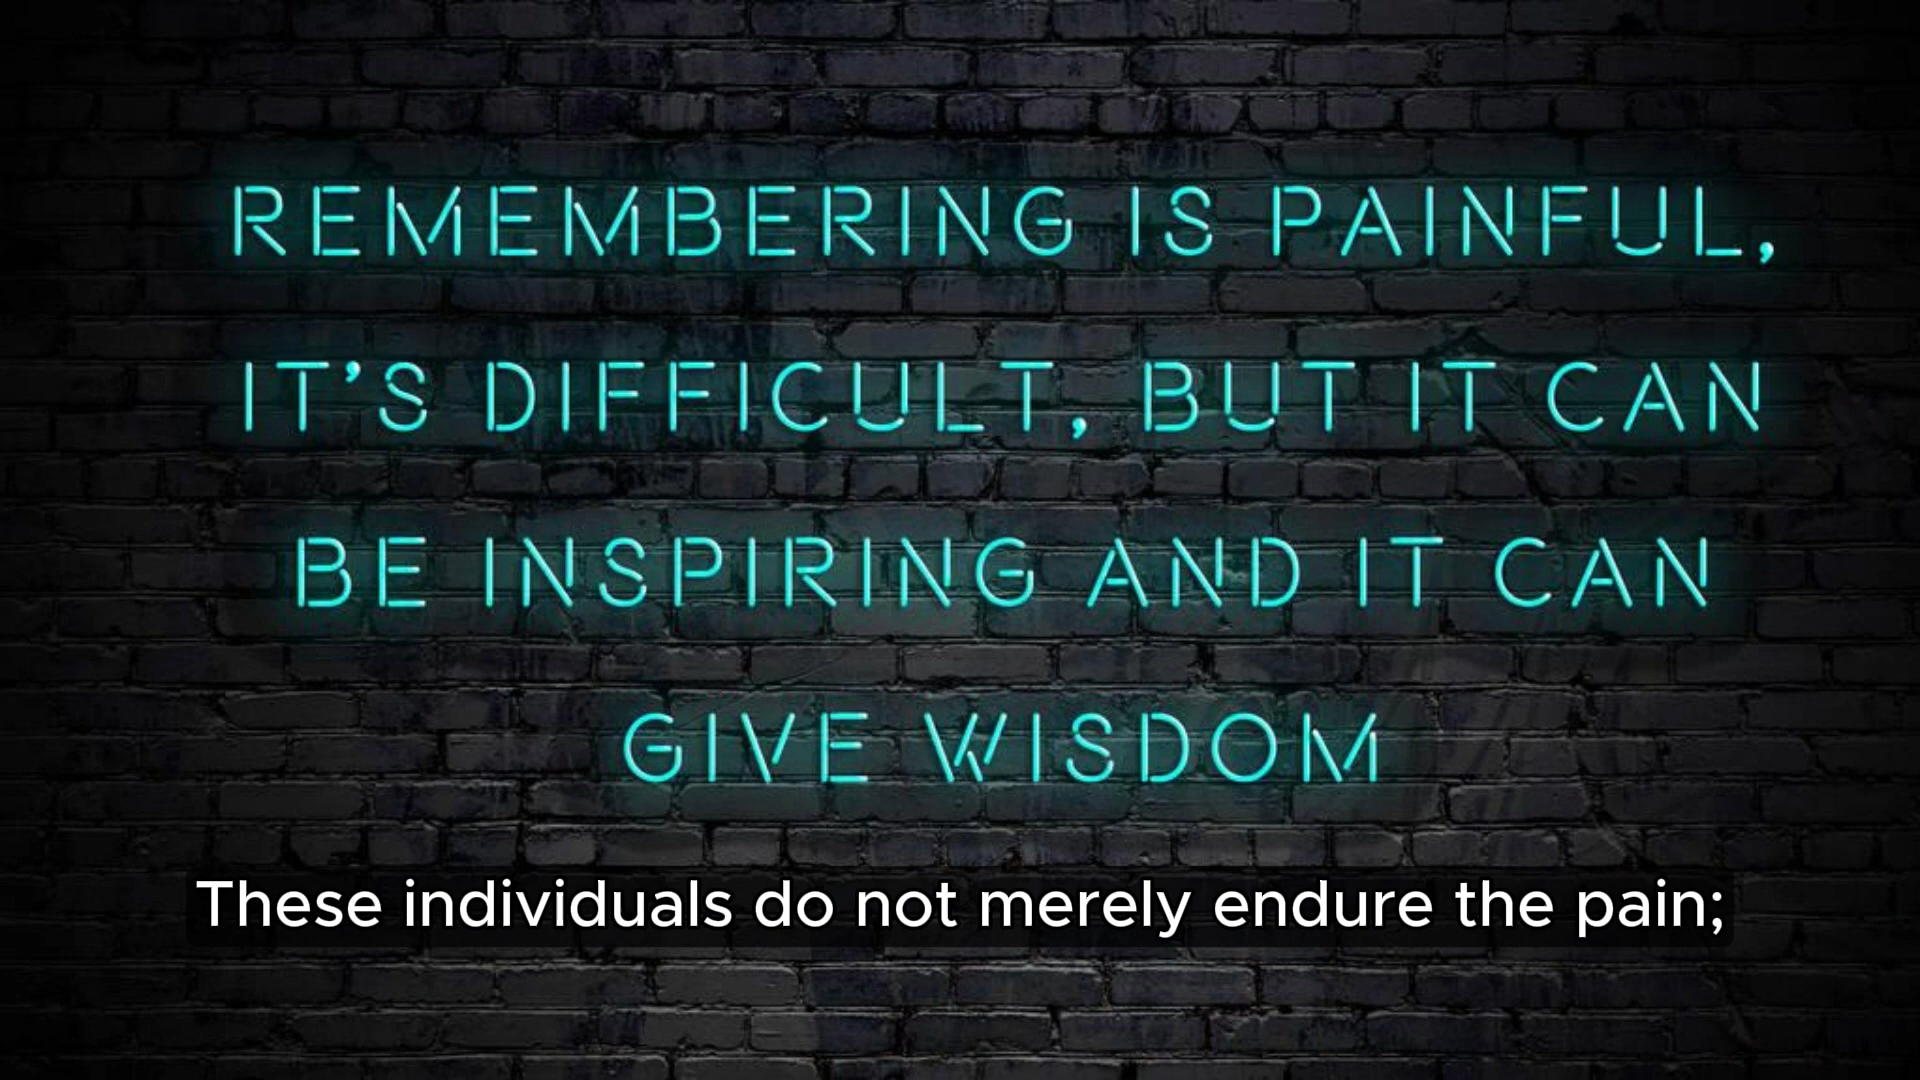 REMEMBERING IS PAINFUL,
IT'S DIFFICULT, BUT IT CAN
BE INSPIRING AND IT CAN
GIVE WISDOM
These individuals do not merely endure the pain;